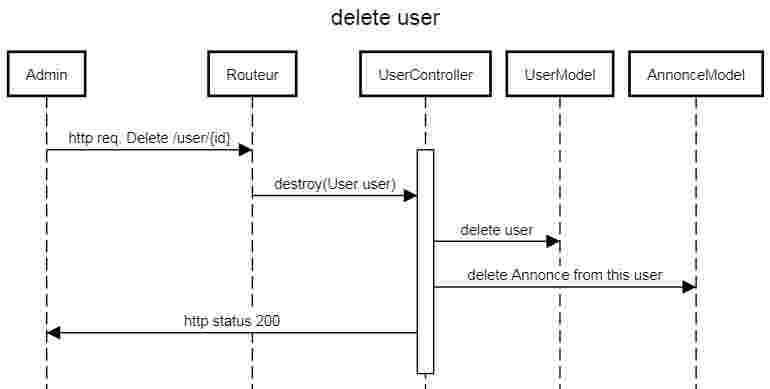 delete user
Admin
Routeur
UserController
UserModel
AnnonceModel
http req. Delete /user/{id}
destroy(User user)
delete user
delete Annonce from this user
http status 200